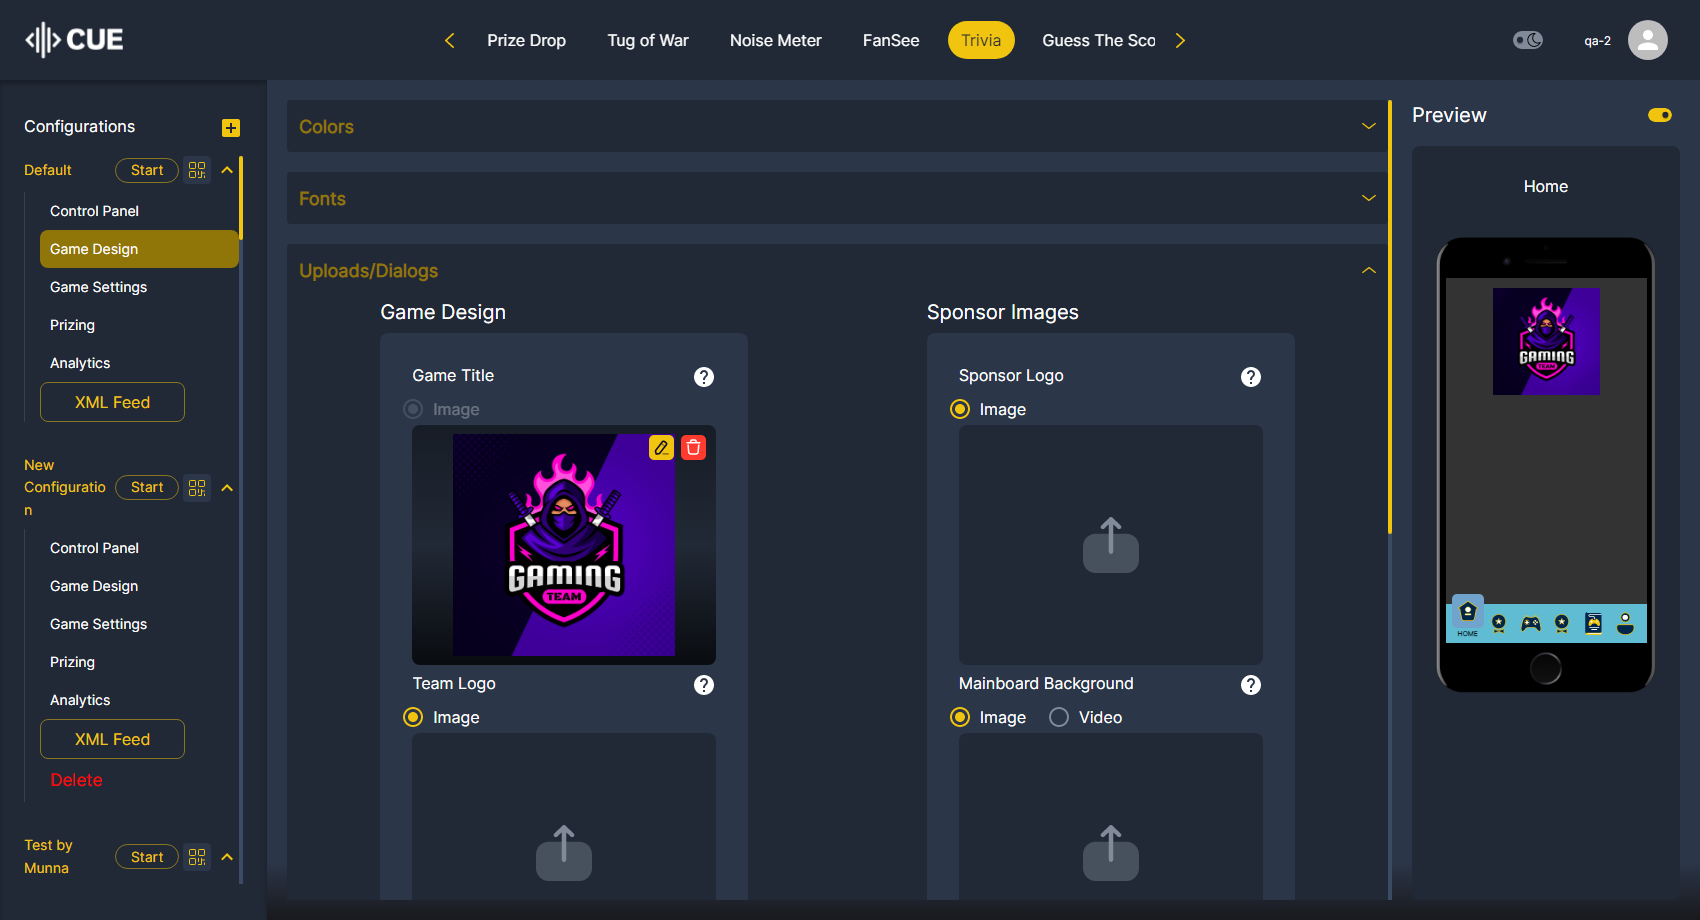 CUE
Prize Drop
Tug of War
Noise Meter
FanSee
Trivia
Guess The Sco
qa-2
Configurations
Default
Start
Control Panel
Game Design
Game Settings
Prizing
Analytics
XML Feed
New
Configuratio
n
Start
Control Panel
Game Design
Game Settings
Prizing
Analytics
XML Feed
Delete
Test by
Munna
Start
Colors
Fonts
Uploads/Dialogs
Game Design
Game Title
?
Image
GAMING
TEAM
Team Logo
?
Image
Sponsor Images
Sponsor Logo
?
Image
Mainboard Background
?
Image
Video
Preview
Home
GAMING
TEAM
HOME